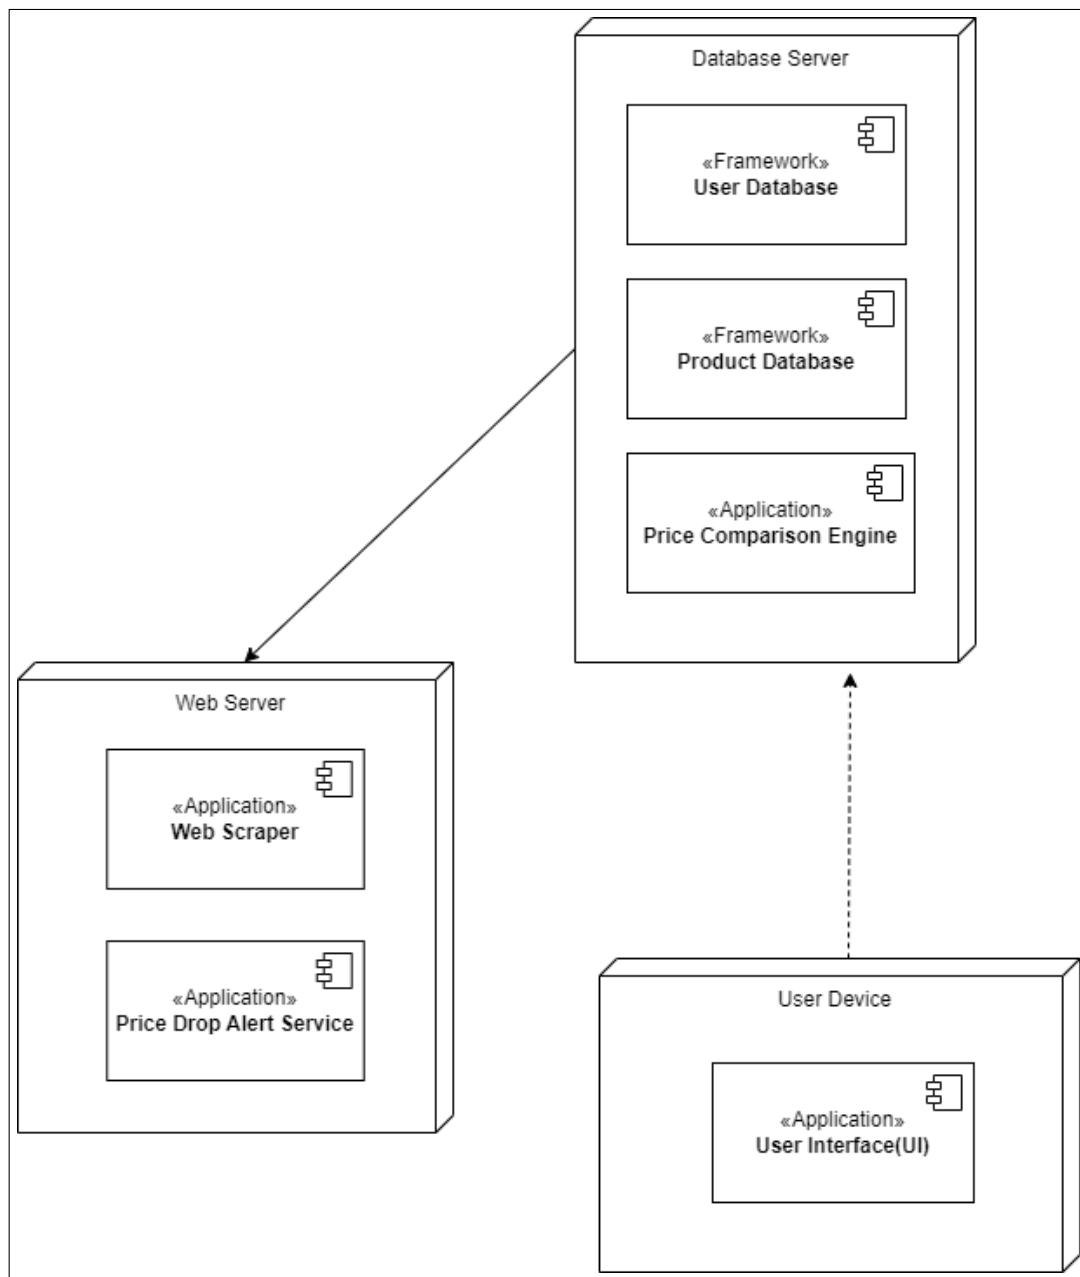 Database Server
«Framework»
User Database
«Framework»
Product Database
«Application»
Price Comparison Engine
Web Server
«Application»
Web Scraper
«Application»
Price Drop Alert Service
User Device
«Application»
User Interface(UI)